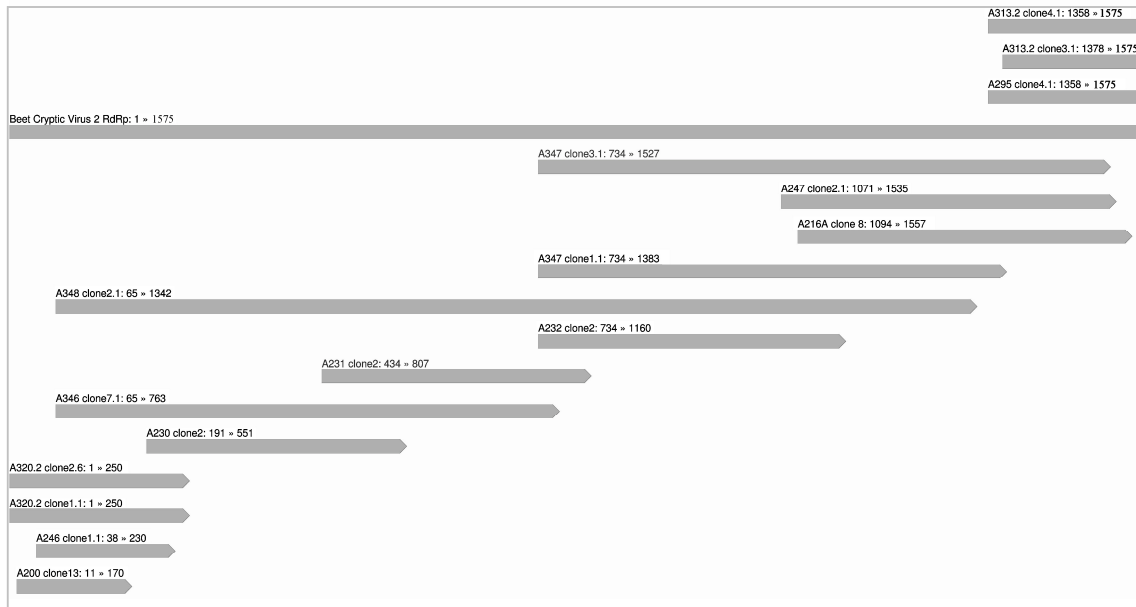 A313.2 clone4.1: 1358 » 1575
A313.2 clone3.1: 1378 » 1575
A295 clone4.1: 1358 » 1575
Beet Cryptic Virus 2 RdRp: 1 » 1575
A347 clone3.1: 734 » 1527
A247 clone2.1: 1071 » 1535
A216A clone 8: 1094 » 1557
A347 clone1.1: 734 » 1383
A348 clone2.1: 65 » 1342
A232 clone2: 734 » 1160
A231 clone2: 434 » 807
A346 clone7.1: 65 » 763
A230 clone2: 191 » 551
A320.2 clone2.6: 1 » 250
A320.2 clone1.1: 1 » 250
A246 clone1.1: 38 » 230
A200 clone13: 11 » 170